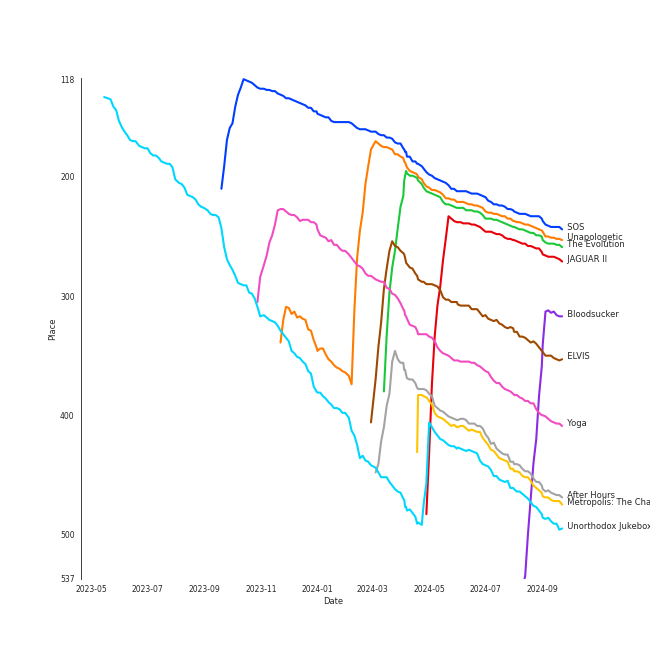 118
200
300
400
500
537
Place
2023-05
2023-07
2023-09
2023-11
2024-01
2024-03
2024-05
2024-07
2024-09
Date
SOS
Unapologetic
The Evolution
JAGUAR II
Bloodsucker
ELVIS
Yoga
After Hours
Metropolis: The Cha
Unorthodox Jukebox